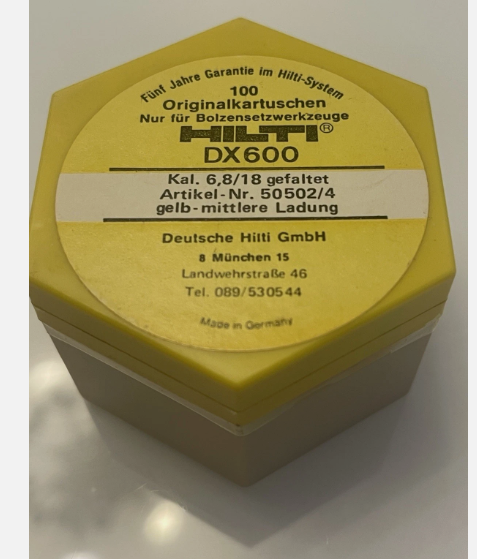 Fünf Jahre Garantie im Hilti-System
100
Originalkartuschen
Nur für Bolzensetzwerkzeuge
HILTI®
DX600
Kal. 6,8/18 gefaltet
Artikel-Nr. 50502/4
gelb-mittlere Ladung
Deutsche Hilti GmbH
8 München 15
Landwehrstraße 46
Tel. 089/530544
Made in Germany